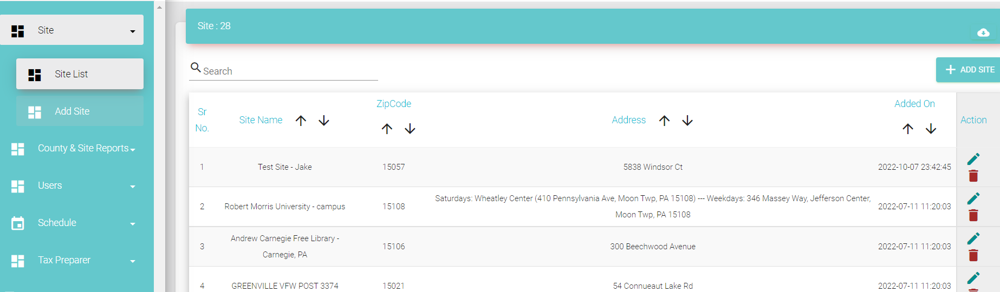 Site
Site List
Add Site
County & Site Reports
Users
Schedule
Tax Preparer
Site : 28
Search
ADD SITE
Sr
No.
Site Name
ZipCode
Address
Added On
Action
1 Test Site - Jake 15057 5838 Windsor Ct 2022-10-07 23:42:45
2 Robert Morris University - campus 15108 Saturdays: Wheatley Center (410 Pennsylvania Ave, Moon Twp, PA 15108) --- Weekdays: 346 Massey Way, Jefferson Center,
Moon Twp, PA 15108 2022-07-11 11:20:03
3 Andrew Carnegie Free Library -
Carnegie, PA 15106 300 Beechwood Avenue 2022-07-11 11:20:03
4 GREENVILLE VFW POST 3374 15021 54 Connueaut Lake Rd 2022-07-11 11:20:03